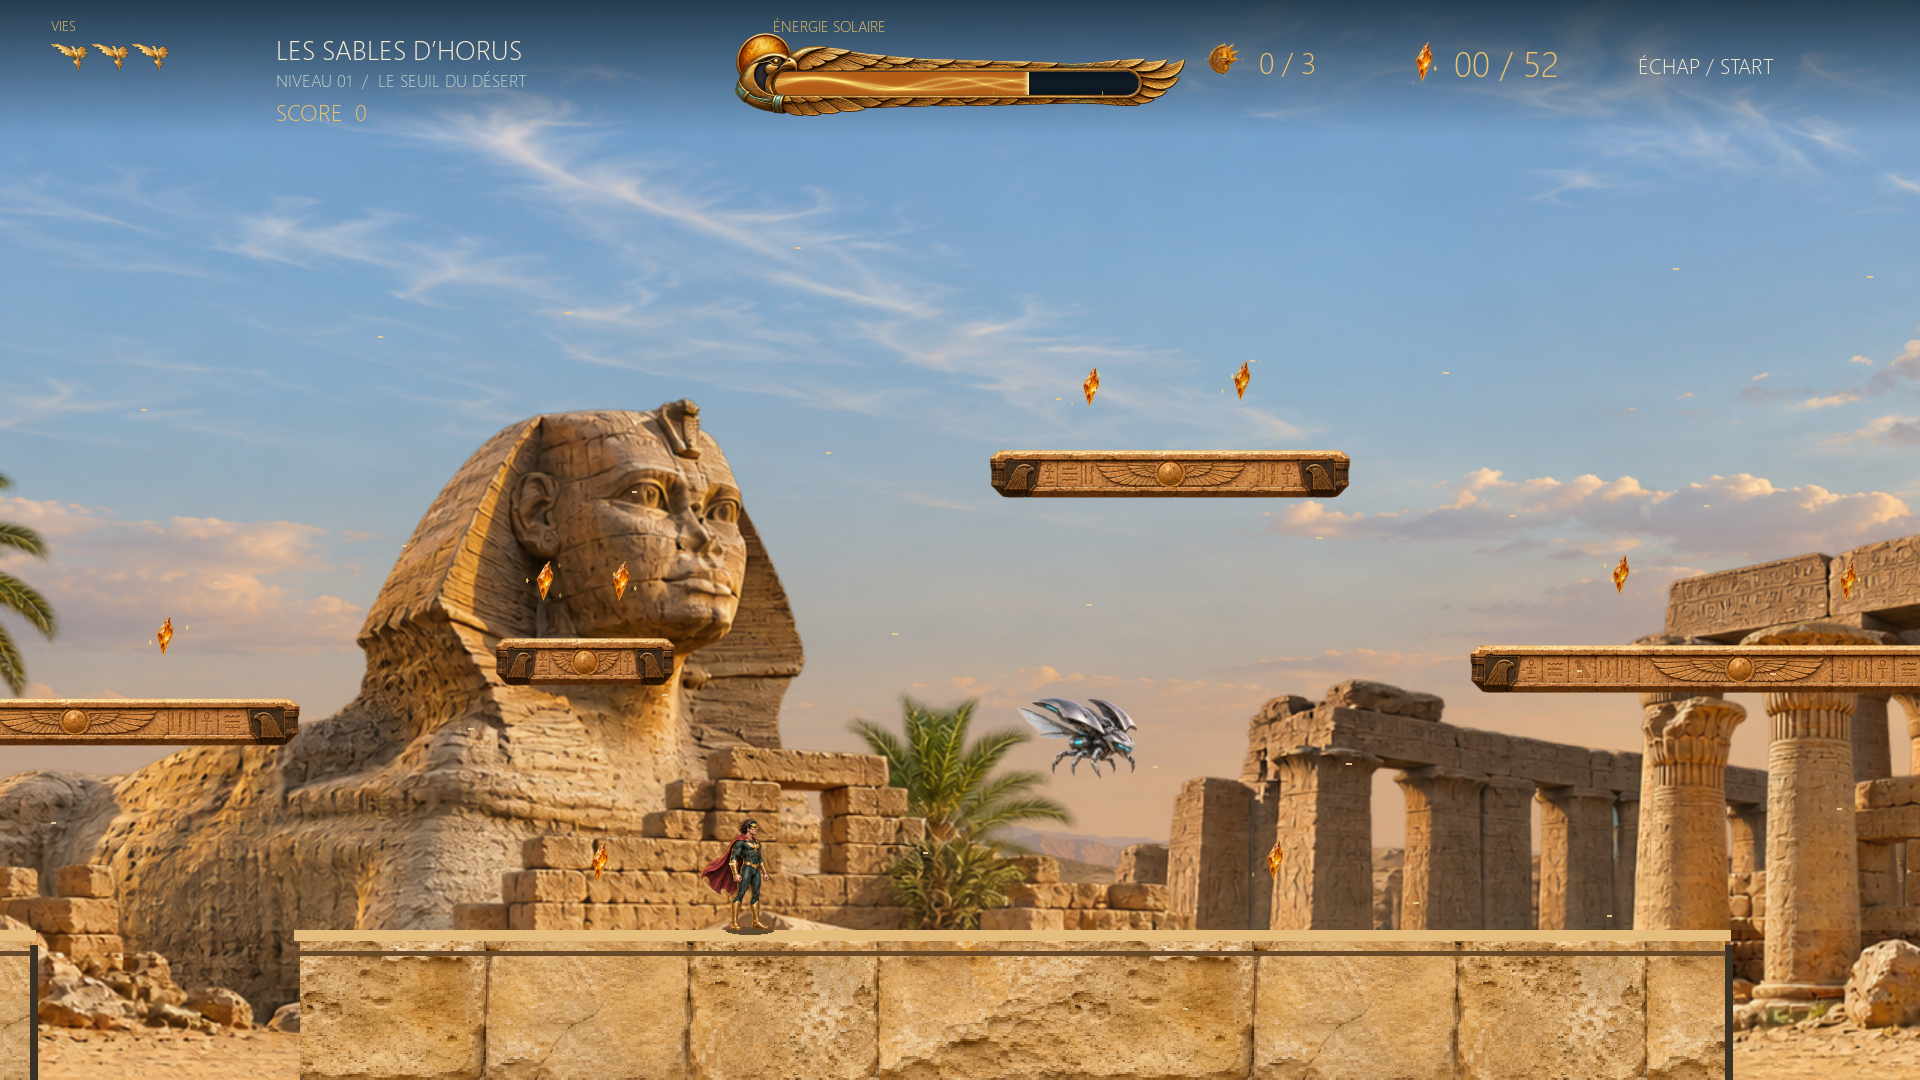 VIES
LES SABLES D’HORUS
NIVEAU 01 / LE SEUIL DU DÉSERT
SCORE 0
ÉNERGIE SOLAIRE
0 / 3
00 / 52
ÉCHAP / START